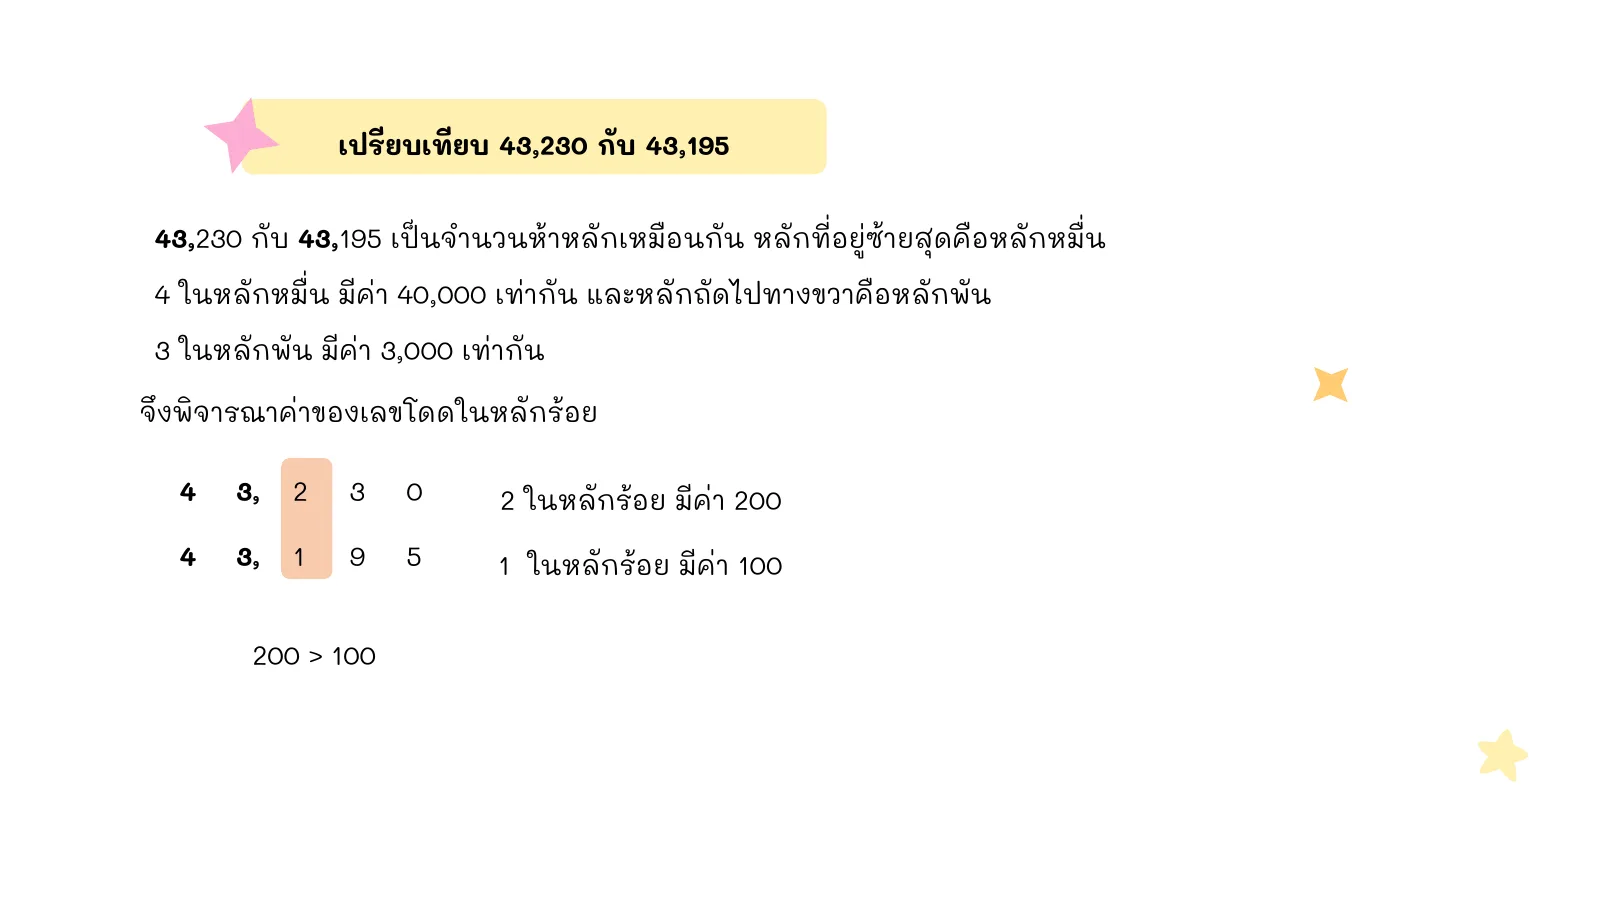 เปรียบเทียบ 43,230 กับ 43,195
43,230 กับ 43,195 เป็นจำนวนห้าหลักเหมือนกัน หลักที่อยู่ซ้ายสุดคือหลักหมื่น
4 ในหลักหมื่น มีค่า 40,000 เท่ากัน และหลักถัดไปทางขวาคือหลักพัน
3 ในหลักพัน มีค่า 3,000 เท่ากัน
จึงพิจารณาค่าของเลขโดดในหลักร้อย
4 3, 2 3 0 2 ในหลักร้อย มีค่า 200
4 3, 1 9 5 1 ในหลักร้อย มีค่า 100
200 > 100